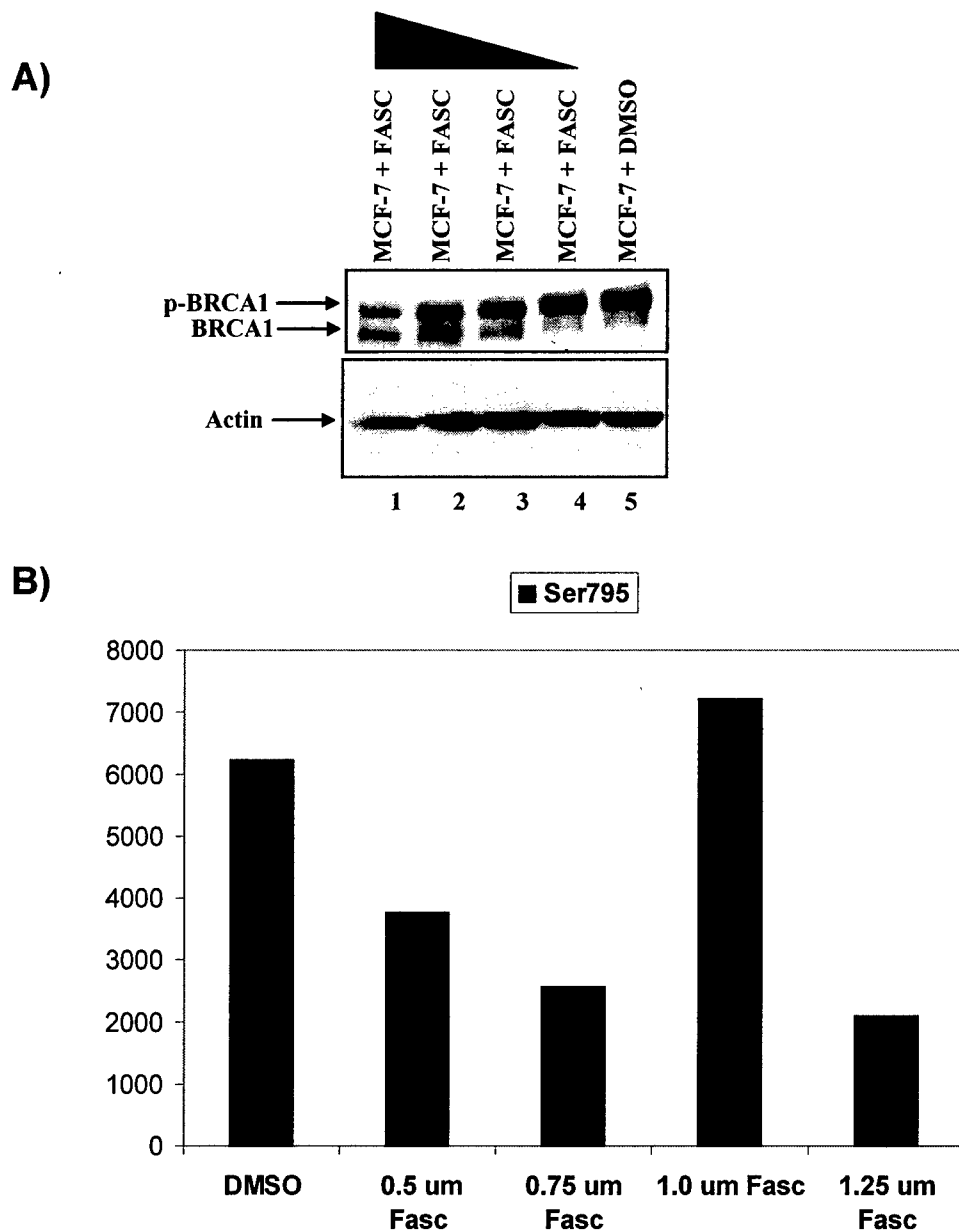 A)
MCF-7 + FASC
MCF-7 + FASC
MCF-7 + FASC
MCF-7 + FASC
MCF-7 + DMSO
p-BRCA1
BRCA1
Actin
1 2 3 4 5
B)
Ser795
8000
7000
6000
5000
4000
3000
2000
1000
0
DMSO 0.5 um 0.75 um 1.0 um Fasc 1.25 um
Fasc Fasc Fasc